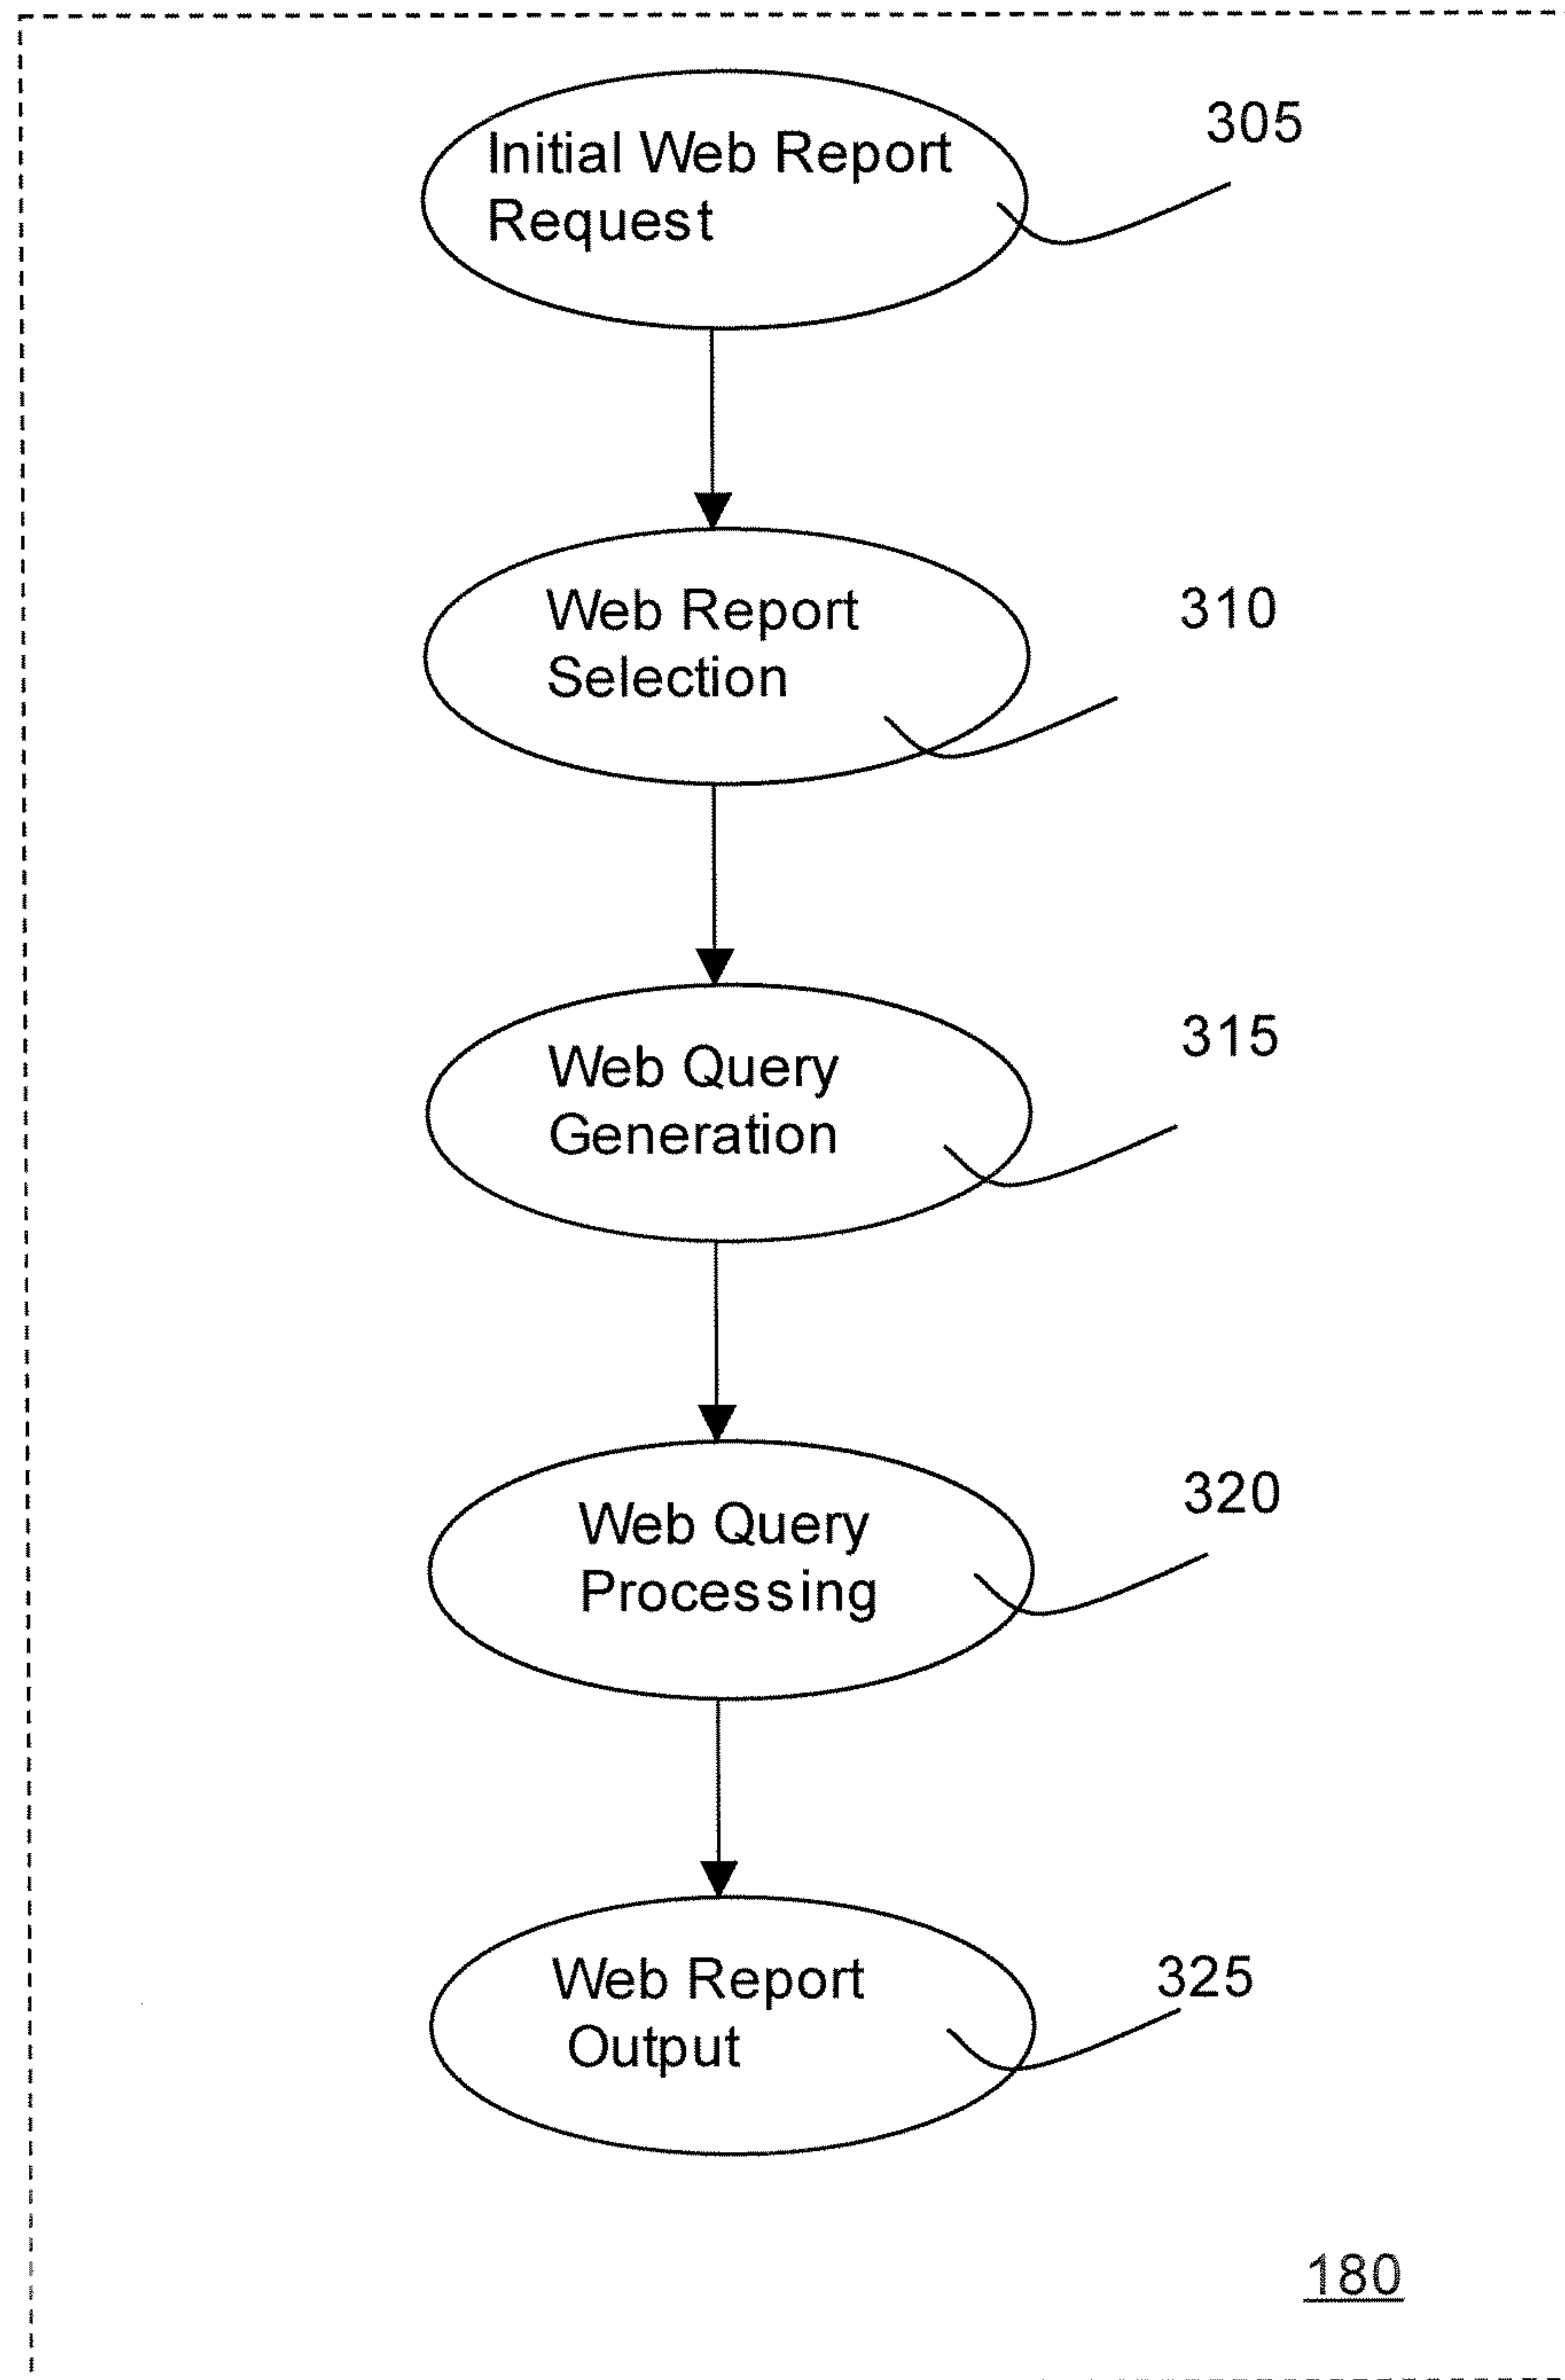 Initial Web Report
Request
305
Web Report
Selection
310
Web Query
Generation
315
Web Query
Processing
320
Web Report
Output
325
180